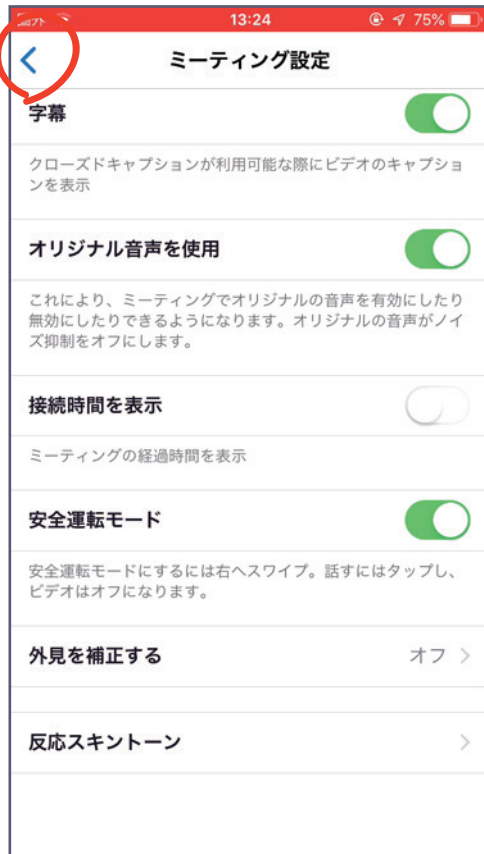 13:24 75%
ミーティング設定
字幕
クローズドキャプションが利用可能な際にビデオのキャプショ
ンを表示
オリジナル音声を使用
これにより、ミーティングでオリジナルの音声を有効にしたり
無効にしたりできるようになります。オリジナルの音声がノイ
ズ抑制をオフにします。
接続時間を表示
ミーティングの経過時間を表示
安全運転モード
安全運転モードにするには右へスワイプ。話すにはタップし、
ビデオはオフになります。
外見を補正する オフ
反応スキントーン